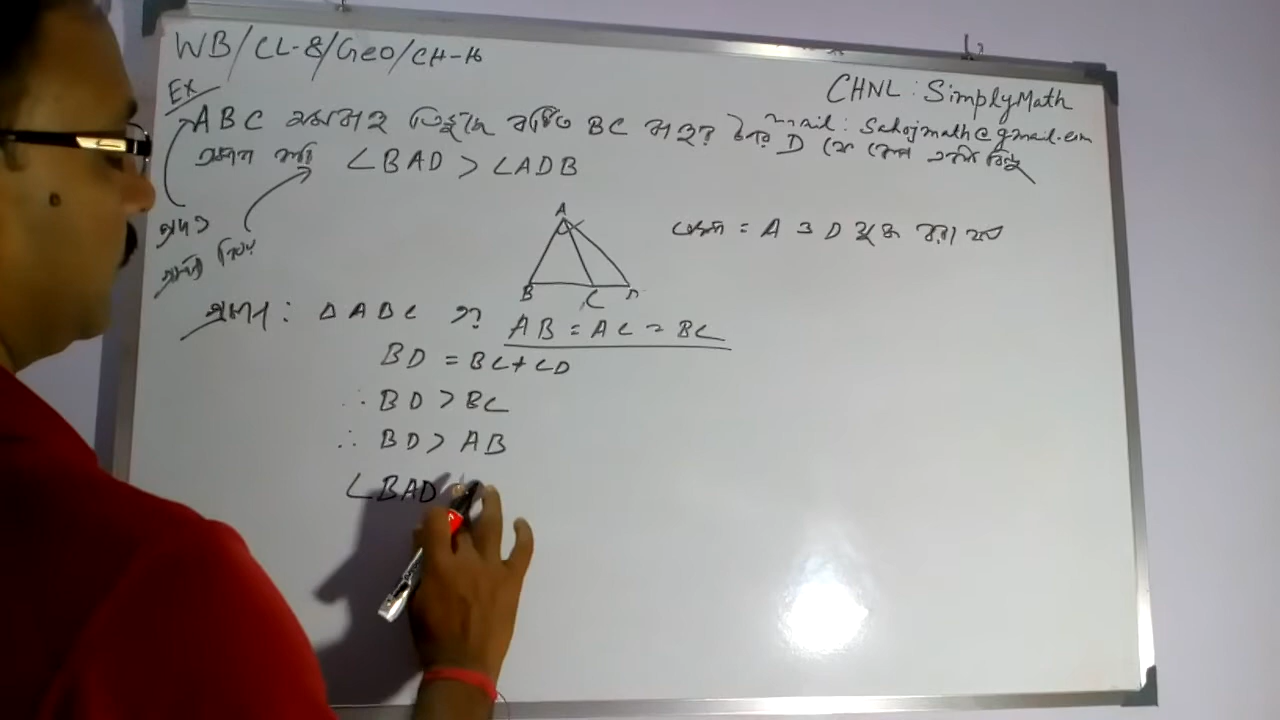 WB/CL-8/Geo/CH-16
CHNL: SimplyMath
mail: Sahojmath@gmail.com
Ex
ABC সমবাহু ত্রিভুজে বর্ধিত BC বাহুর উপর D যে কোন একটি বিন্দু
প্রমাণ করি ∠BAD > ∠ADB
প্রদত্ত
A
B C D
অঙ্কন = A ও D যুক্ত করা হল
প্রমাণ : Δ ABC এর AB = AC = BC
BD = BC + CD
∴ BD > BC
∴ BD > AB
∠BAD